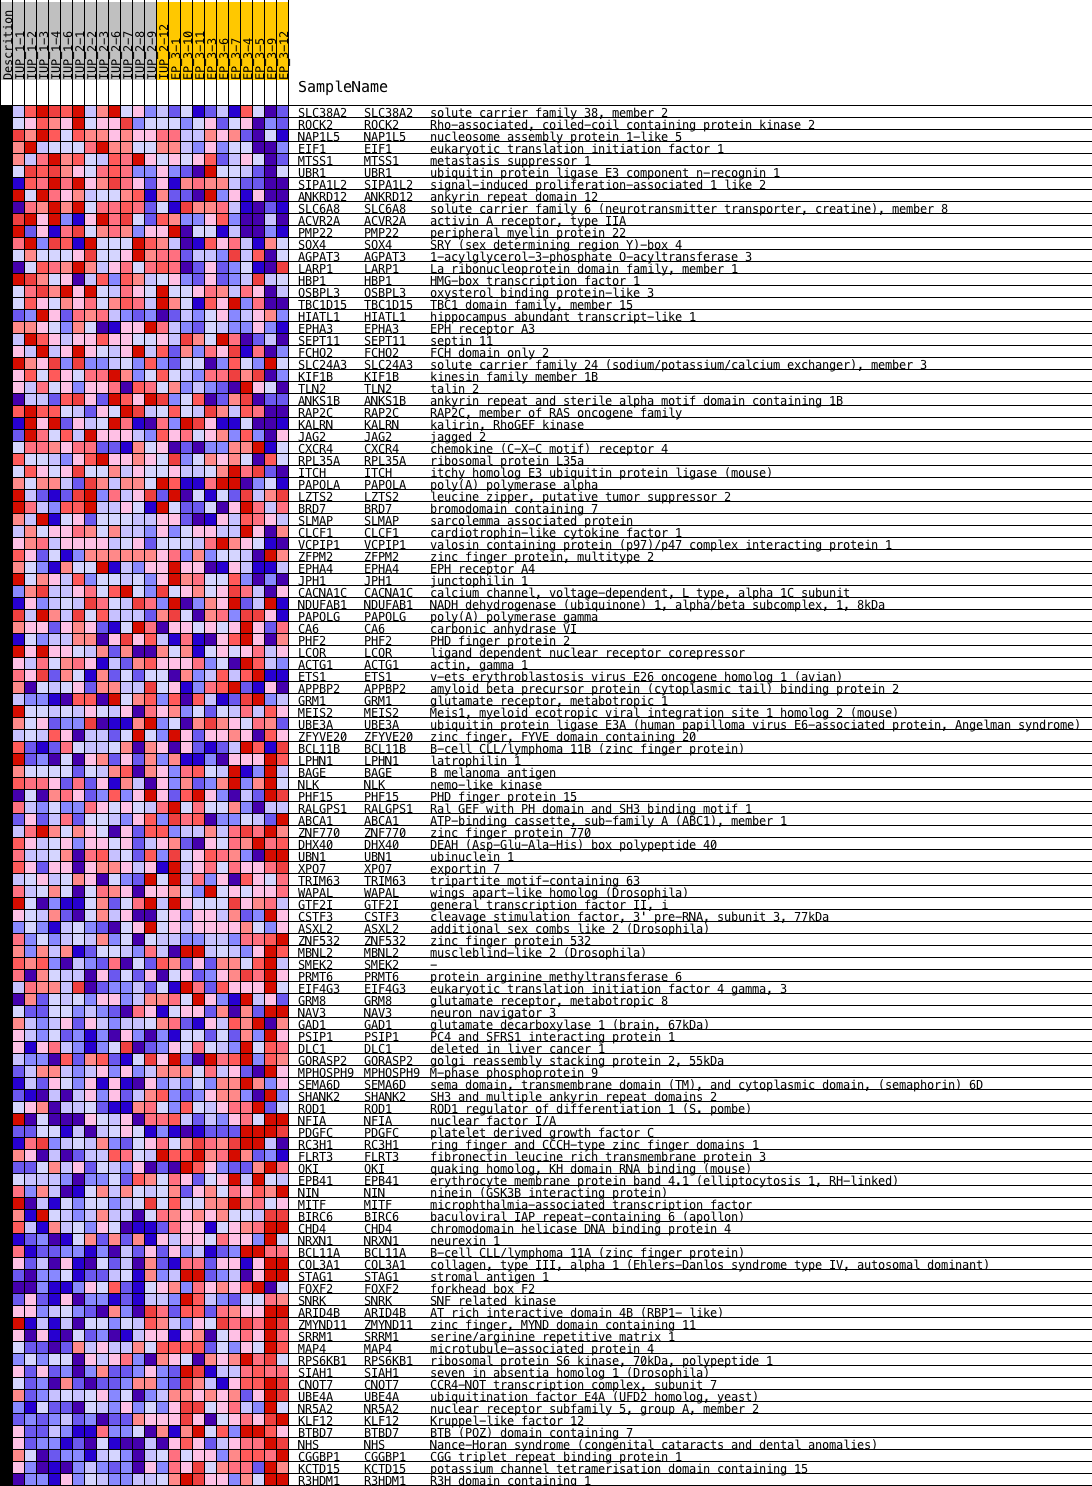 Descrition
IUP_1-1
IUP_1-2
IUP_1-3
IUP_1-4
IUP_1-6
IUP_2-1
IUP_2-2
IUP_2-3
IUP_2-6
IUP_2-7
IUP_2-8
IUP_2-9
IUP_2-12
EP_3-1
EP_3-10
EP_3-11
EP_3-3
EP_3-6
EP_3-7
EP_3-4
EP_3-5
EP_3-9
EP_3-12
SampleName
SLC38A2 SLC38A2 solute carrier family 38, member 2
ROCK2 ROCK2 Rho-associated, coiled-coil containing protein kinase 2
NAP1L5 NAP1L5 nucleosome assembly protein 1-like 5
EIF1 EIF1 eukaryotic translation initiation factor 1
MTSS1 MTSS1 metastasis suppressor 1
UBR1 UBR1 ubiquitin protein ligase E3 component n-recognin 1
SIPA1L2 SIPA1L2 signal-induced proliferation-associated 1 like 2
ANKRD12 ANKRD12 ankyrin repeat domain 12
SLC6A8 SLC6A8 solute carrier family 6 (neurotransmitter transporter, creatine), member 8
ACVR2A ACVR2A activin A receptor, type IIA
PMP22 PMP22 peripheral myelin protein 22
SOX4 SOX4 SRY (sex determining region Y)-box 4
AGPAT3 AGPAT3 1-acylglycerol-3-phosphate O-acyltransferase 3
LARP1 LARP1 La ribonucleoprotein domain family, member 1
HBP1 HBP1 HMG-box transcription factor 1
OSBPL3 OSBPL3 oxysterol binding protein-like 3
TBC1D15 TBC1D15 TBC1 domain family, member 15
HIATL1 HIATL1 hippocampus abundant transcript-like 1
EPHA3 EPHA3 EPH receptor A3
SEPT11 SEPT11 septin 11
FCHO2 FCHO2 FCH domain only 2
SLC24A3 SLC24A3 solute carrier family 24 (sodium/potassium/calcium exchanger), member 3
KIF1B KIF1B kinesin family member 1B
TLN2 TLN2 talin 2
ANKS1B ANKS1B ankyrin repeat and sterile alpha motif domain containing 1B
RAP2C RAP2C RAP2C, member of RAS oncogene family
KALRN KALRN kalirin, RhoGEF kinase
JAG2 JAG2 jagged 2
CXCR4 CXCR4 chemokine (C-X-C motif) receptor 4
RPL35A RPL35A ribosomal protein L35a
ITCH ITCH itchy homolog E3 ubiquitin protein ligase (mouse)
PAPOLA PAPOLA poly(A) polymerase alpha
LZTS2 LZTS2 leucine zipper, putative tumor suppressor 2
BRD7 BRD7 bromodomain containing 7
SLMAP SLMAP sarcolemma associated protein
CLCF1 CLCF1 cardiotrophin-like cytokine factor 1
VCPIP1 VCPIP1 valosin containing protein (p97)/p47 complex interacting protein 1
ZFPM2 ZFPM2 zinc finger protein, multitype 2
EPHA4 EPHA4 EPH receptor A4
JPH1 JPH1 junctophilin 1
CACNA1C CACNA1C calcium channel, voltage-dependent, L type, alpha 1C subunit
NDUFAB1 NDUFAB1 NADH dehydrogenase (ubiquinone) 1, alpha/beta subcomplex, 1, 8kDa
PAPOLG PAPOLG poly(A) polymerase gamma
CA6 CA6 carbonic anhydrase VI
PHF2 PHF2 PHD finger protein 2
LCOR LCOR ligand dependent nuclear receptor corepressor
ACTG1 ACTG1 actin, gamma 1
ETS1 ETS1 v-ets erythroblastosis virus E26 oncogene homolog 1 (avian)
APPBP2 APPBP2 amyloid beta precursor protein (cytoplasmic tail) binding protein 2
GRM1 GRM1 glutamate receptor, metabotropic 1
MEIS2 MEIS2 Meis1, myeloid ecotropic viral integration site 1 homolog 2 (mouse)
UBE3A UBE3A ubiquitin protein ligase E3A (human papilloma virus E6-associated protein, Angelman syndrome)
ZFYVE20 ZFYVE20 zinc finger, FYVE domain containing 20
BCL11B BCL11B B-cell CLL/lymphoma 11B (zinc finger protein)
LPHN1 LPHN1 latrophilin 1
BAGE BAGE B melanoma antigen
NLK NLK nemo-like kinase
PHF15 PHF15 PHD finger protein 15
RALGPS1 RALGPS1 Ral GEF with PH domain and SH3 binding motif 1
ABCA1 ABCA1 ATP-binding cassette, sub-family A (ABC1), member 1
ZNF770 ZNF770 zinc finger protein 770
DHX40 DHX40 DEAH (Asp-Glu-Ala-His) box polypeptide 40
UBN1 UBN1 ubinuclein 1
XPO7 XPO7 exportin 7
TRIM63 TRIM63 tripartite motif-containing 63
WAPAL WAPAL wings apart-like homolog (Drosophila)
GTF2I GTF2I general transcription factor II, i
CSTF3 CSTF3 cleavage stimulation factor, 3' pre-RNA, subunit 3, 77kDa
ASXL2 ASXL2 additional sex combs like 2 (Drosophila)
ZNF532 ZNF532 zinc finger protein 532
MBNL2 MBNL2 muscleblind-like 2 (Drosophila)
SMEK2 SMEK2 -
PRMT6 PRMT6 protein arginine methyltransferase 6
EIF4G3 EIF4G3 eukaryotic translation initiation factor 4 gamma, 3
GRM8 GRM8 glutamate receptor, metabotropic 8
NAV3 NAV3 neuron navigator 3
GAD1 GAD1 glutamate decarboxylase 1 (brain, 67kDa)
PSIP1 PSIP1 PC4 and SFRS1 interacting protein 1
DLC1 DLC1 deleted in liver cancer 1
GORASP2 GORASP2 golgi reassembly stacking protein 2, 55kDa
MPHOSPH9 MPHOSPH9 M-phase phosphoprotein 9
SEMA6D SEMA6D sema domain, transmembrane domain (TM), and cytoplasmic domain, (semaphorin) 6D
SHANK2 SHANK2 SH3 and multiple ankyrin repeat domains 2
ROD1 ROD1 ROD1 regulator of differentiation 1 (S. pombe)
NFIA NFIA nuclear factor I/A
PDGFC PDGFC platelet derived growth factor C
RC3H1 RC3H1 ring finger and CCCH-type zinc finger domains 1
FLRT3 FLRT3 fibronectin leucine rich transmembrane protein 3
QKI QKI quaking homolog, KH domain RNA binding (mouse)
EPB41 EPB41 erythrocyte membrane protein band 4.1 (elliptocytosis 1, RH-linked)
NIN NIN ninein (GSK3B interacting protein)
MITF MITF microphthalmia-associated transcription factor
BIRC6 BIRC6 baculoviral IAP repeat-containing 6 (apollon)
CHD4 CHD4 chromodomain helicase DNA binding protein 4
NRXN1 NRXN1 neurexin 1
BCL11A BCL11A B-cell CLL/lymphoma 11A (zinc finger protein)
COL3A1 COL3A1 collagen, type III, alpha 1 (Ehlers-Danlos syndrome type IV, autosomal dominant)
STAG1 STAG1 stromal antigen 1
FOXF2 FOXF2 forkhead box F2
SNRK SNRK SNF related kinase
ARID4B ARID4B AT rich interactive domain 4B (RBP1- like)
ZMYND11 ZMYND11 zinc finger, MYND domain containing 11
SRRM1 SRRM1 serine/arginine repetitive matrix 1
MAP4 MAP4 microtubule-associated protein 4
RPS6KB1 RPS6KB1 ribosomal protein S6 kinase, 70kDa, polypeptide 1
SIAH1 SIAH1 seven in absentia homolog 1 (Drosophila)
CNOT7 CNOT7 CCR4-NOT transcription complex, subunit 7
UBE4A UBE4A ubiquitination factor E4A (UFD2 homolog, yeast)
NR5A2 NR5A2 nuclear receptor subfamily 5, group A, member 2
KLF12 KLF12 Kruppel-like factor 12
BTBD7 BTBD7 BTB (POZ) domain containing 7
NHS NHS Nance-Horan syndrome (congenital cataracts and dental anomalies)
CGGBP1 CGGBP1 CGG triplet repeat binding protein 1
KCTD15 KCTD15 potassium channel tetramerisation domain containing 15
R3HDM1 R3HDM1 R3H domain containing 1